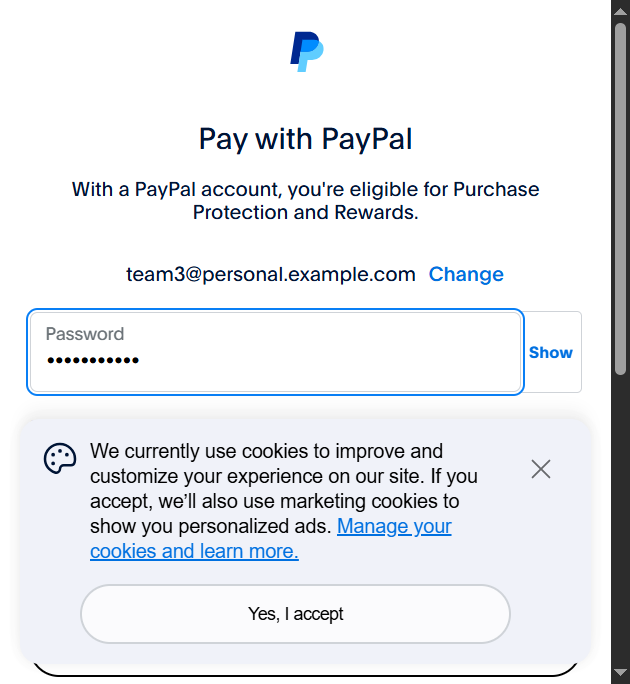 Pay with PayPal
With a PayPal account, you're eligible for Purchase
Protection and Rewards.
team3@personal.example.com Change
Password
•••••••••••
Show
We currently use cookies to improve and
customize your experience on our site. If you
accept, we’ll also use marketing cookies to
show you personalized ads. Manage your
cookies and learn more.
Yes, I accept